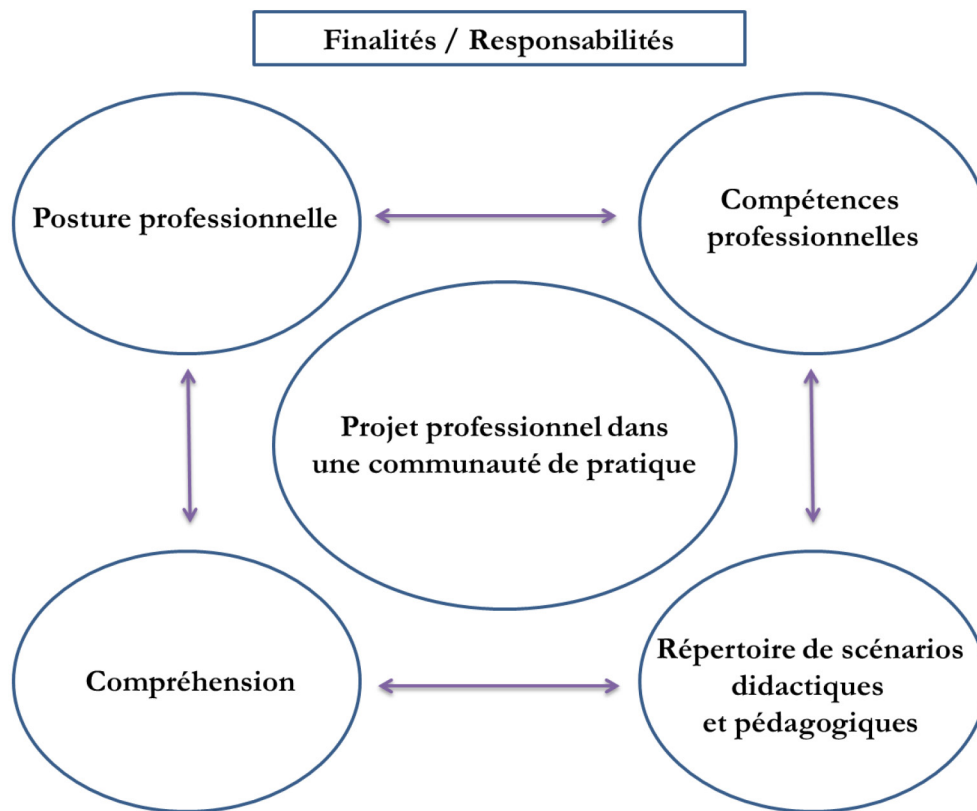 Finalités / Responsabilités
Posture professionnelle
Compétences
professionnelles
Projet professionnel dans
une communauté de pratique
Compréhension
Répertoire de scénarios
didactiques
et pédagogiques